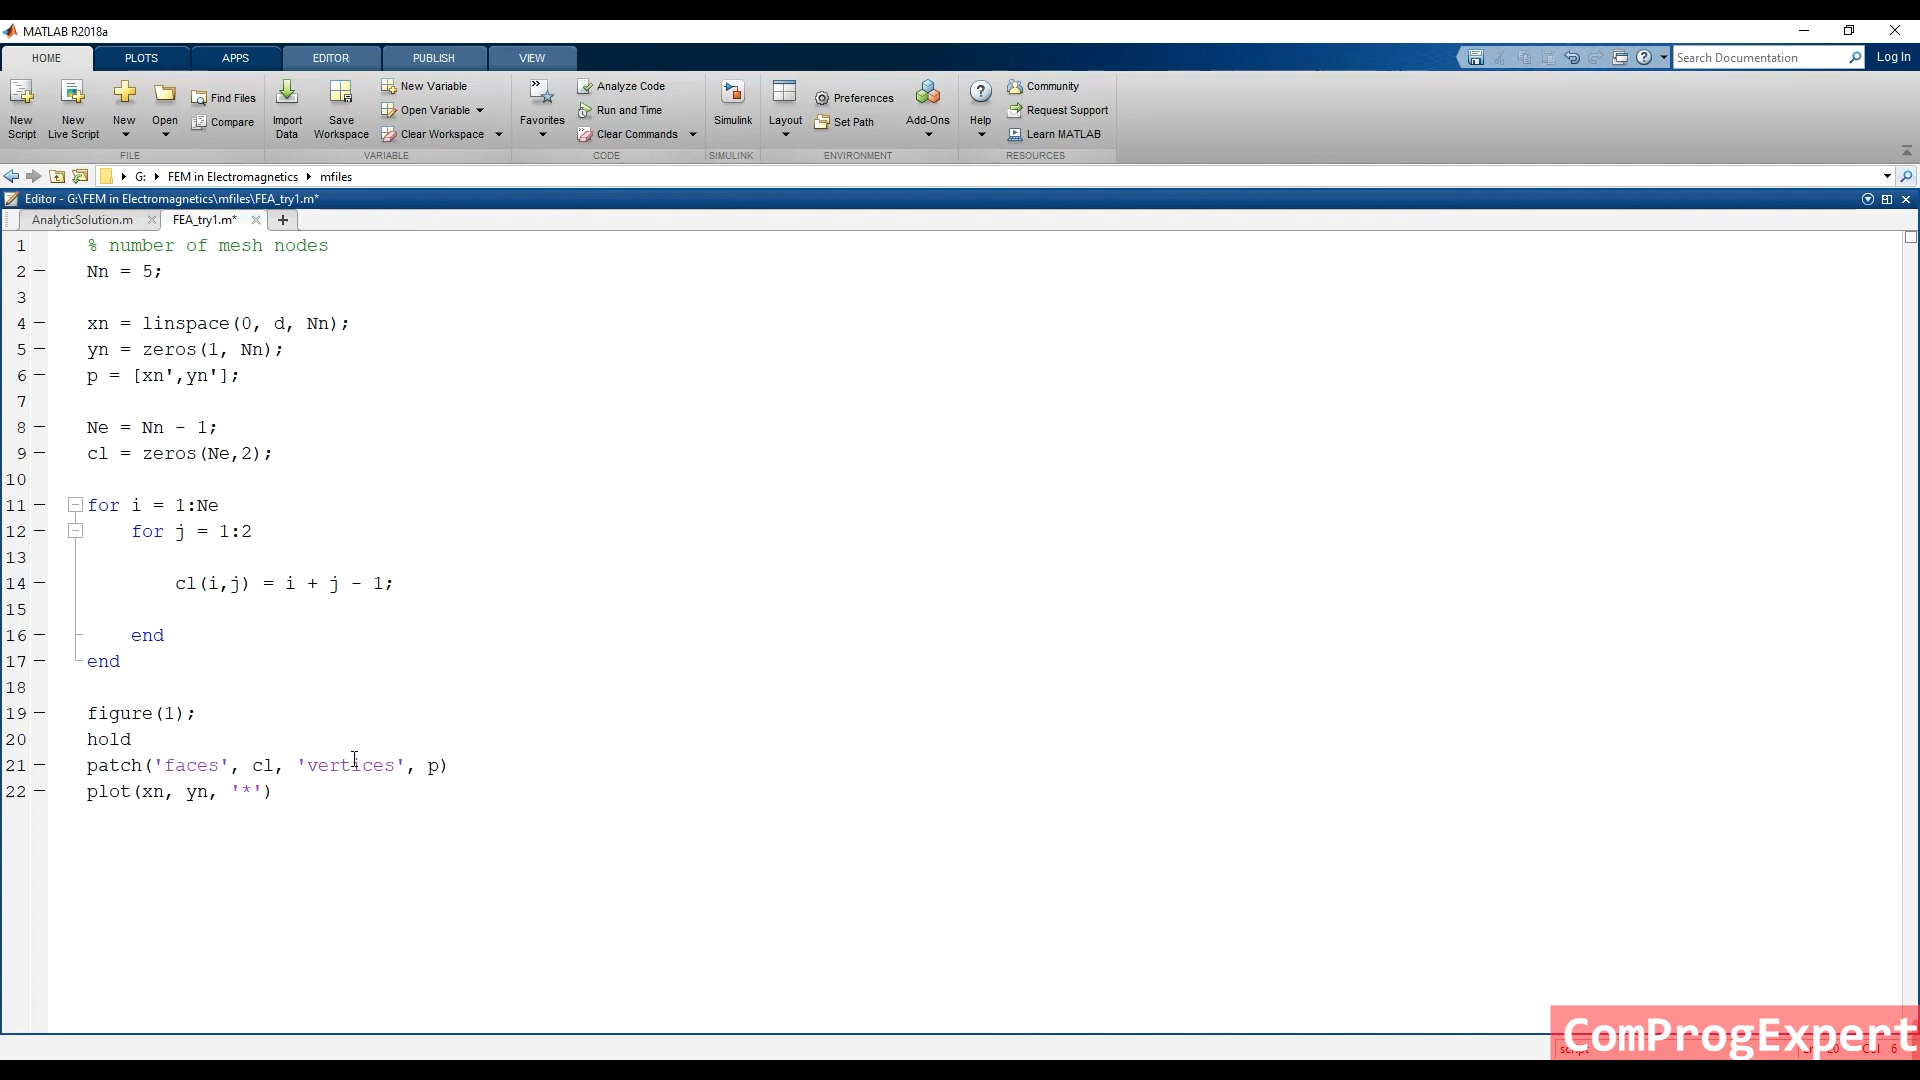 MATLAB R2018a
HOME PLOTS APPS EDITOR PUBLISH VIEW
Search Documentation
Log In
New Script
New Live Script
New
Open
Find Files
Compare
FILE
Import Data
Save Workspace
New Variable
Open Variable
Clear Workspace
VARIABLE
Favorites
Analyze Code
Run and Time
Clear Commands
CODE
Simulink
SIMULINK
Layout
Preferences
Set Path
Add-Ons
ENVIRONMENT
Help
Community
Request Support
Learn MATLAB
RESOURCES
G: FEM in Electromagnetics mfiles
Editor - G:\FEM in Electromagnetics\mfiles\FEA_try1.m*
AnalyticSolution.m FEA_try1.m*
1 % number of mesh nodes
2 Nn = 5;
3
4 xn = linspace(0, d, Nn);
5 yn = zeros(1, Nn);
6 p = [xn',yn'];
7
8 Ne = Nn - 1;
9 cl = zeros(Ne,2);
10
11 for i = 1:Ne
12 for j = 1:2
13
14 cl(i,j) = i + j - 1;
15
16 end
17 end
18
19 figure(1);
20 hold
21 patch('faces', cl, 'vertices', p)
22 plot(xn, yn, '*')
ComProgExpert